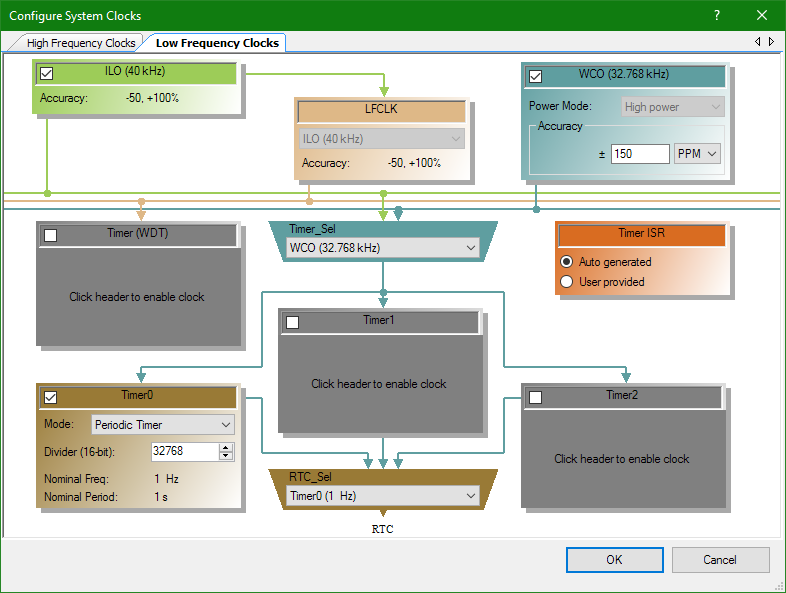 Configure System Clocks
?
High Frequency Clocks
Low Frequency Clocks
ILO (40 kHz)
Accuracy: -50, +100%
LFCLK
ILO (40 kHz)
Accuracy: -50, +100%
WCO (32.768 kHz)
Power Mode: High power
Accuracy
± 150 PPM
Timer (WDT)
Click header to enable clock
Timer_Sel
WCO (32.768 kHz)
Timer ISR
Auto generated
User provided
Timer1
Click header to enable clock
Timer0
Mode: Periodic Timer
Divider (16-bit): 32768
Nominal Freq: 1 Hz
Nominal Period: 1 s
Timer2
Click header to enable clock
RTC_Sel
Timer0 (1 Hz)
RTC
OK
Cancel